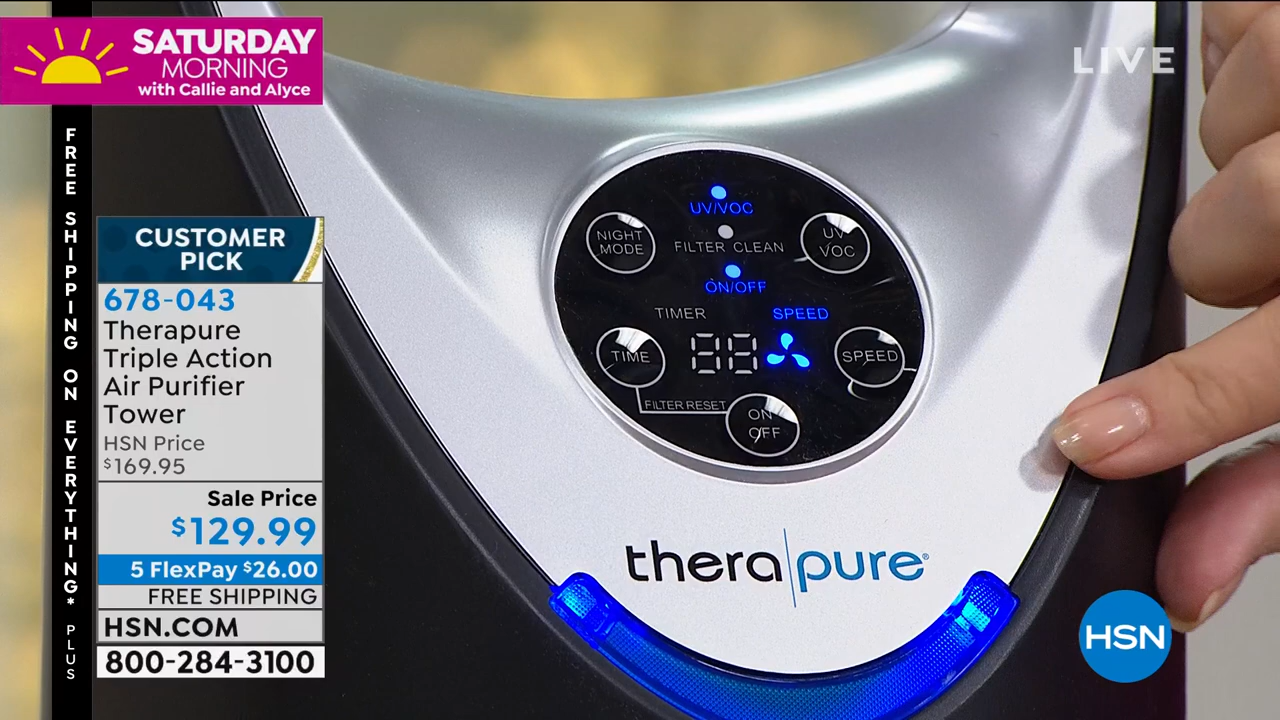 SATURDAY
MORNING
with Callie and Alyce
LIVE
FREE SHIPPING ON EVERYTHING* PLUS
CUSTOMER
PICK
678-043
Therapure
Triple Action
Air Purifier
Tower
HSN Price
$169.95
Sale Price
$129.99
5 FlexPay $26.00
FREE SHIPPING
HSN.COM
800-284-3100
UV/VOC
NIGHT
MODE
FILTER CLEAN
UV
VOC
ON/OFF
TIMER
SPEED
TIME
88
SPEED
FILTER RESET
ON
OFF
thera|pure®
HSN